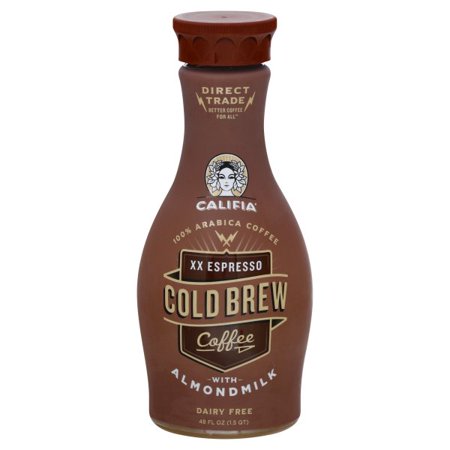 DIRECT
TRADE
BETTER COFFEE
FOR ALL™
CALIFIA
100% ARABICA COFFEE
XX ESPRESSO
COLD BREW
Coffee
WITH
ALMONDMILK
DAIRY FREE
48 FL OZ (1.5 QT)